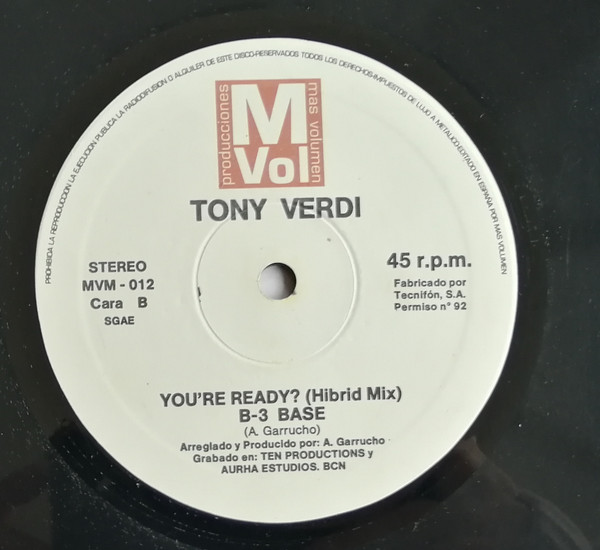 PROHIBIDA LA REPRODUCCION LA EJECUCION PUBLICA LA RADIODIFUSION O ALQUILER DE ESTE DISCO-RESERVADOS TODOS LOS DERECHOS-IMPUESTOS DE LUJO A METALICO-EDITADO EN ESPAÑA POR MAS VOLUMEN
producciones
M
Vol
mas volumen
TONY VERDI
STEREO
MVM - 012
Cara B
SGAE
45 r.p.m.
Fabricado por
Tecnifón, S.A.
Permiso n° 92
YOU'RE READY? (Hibrid Mix)
B-3 BASE
(A. Garrucho)
Arreglado y Producido por: A. Garrucho
Grabado en: TEN PRODUCTIONS y
AURHA ESTUDIOS. BCN